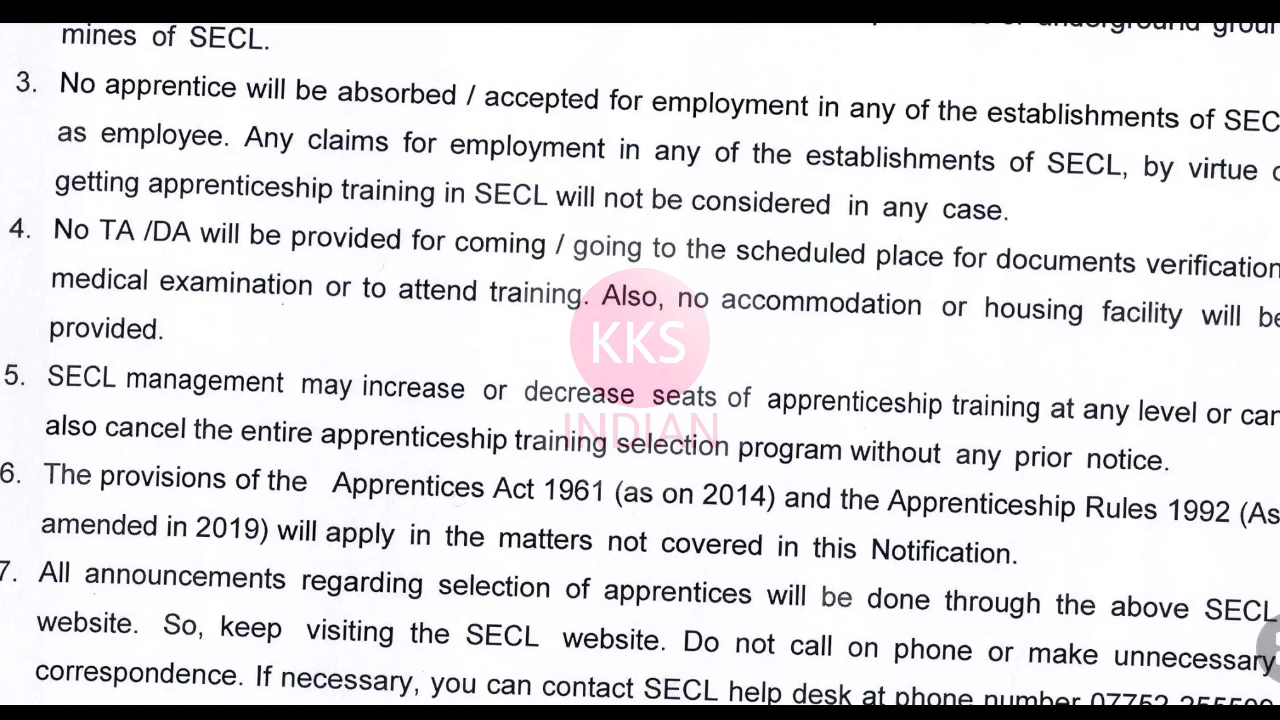 underground
mines of SECL.
3. No apprentice will be absorbed / accepted for employment in any of the establishments of SEC
as employee. Any claims for employment in any of the establishments of SECL, by virtue
getting apprenticeship training in SECL will not be considered in any case.
4. No TA /DA will be provided for coming / going to the scheduled place for documents verification
medical examination or to attend training. Also, no accommodation or housing facility will be
provided.
5. SECL management may increase or decrease seats of apprenticeship training at any level or can
also cancel the entire apprenticeship training selection program without any prior notice.
6. The provisions of the Apprentices Act 1961 (as on 2014) and the Apprenticeship Rules 1992 (As
amended in 2019) will apply in the matters not covered in this Notification.
7. All announcements regarding selection of apprentices will be done through the above SECL
website. So, keep visiting the SECL website. Do not call on phone or make unnecessary
correspondence. If necessary, you can contact SECL help desk at phone number
KKS
INDIAN